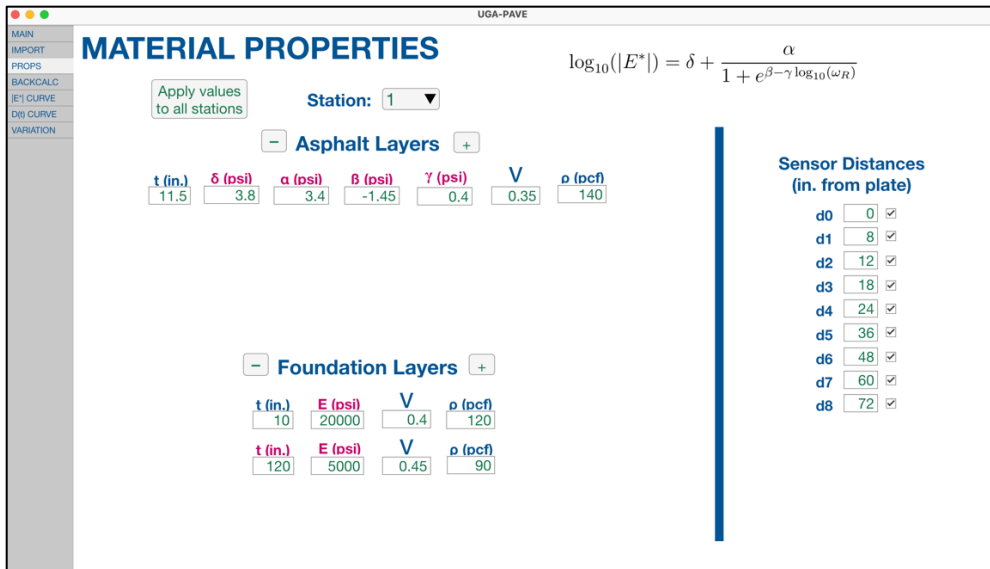 UGA-PAVE
MAIN
IMPORT
PROPS
BACKCALC
|E*| CURVE
D(t) CURVE
VARIATION
MATERIAL PROPERTIES
log₁₀(|E*|) = δ + α / (1 + e^(β−γ log₁₀(ω_R)))
Apply values
to all stations
Station: 1 ▼
− Asphalt Layers +
t (in.) δ (psi) α (psi) ß (psi) γ (psi) V ρ (pcf)
11.5 3.8 3.4 -1.45 0.4 0.35 140
− Foundation Layers +
t (in.) E (psi) V ρ (pcf)
10 20000 0.4 120
t (in.) E (psi) V ρ (pcf)
120 5000 0.45 90
Sensor Distances
(in. from plate)
d0 0
d1 8
d2 12
d3 18
d4 24
d5 36
d6 48
d7 60
d8 72